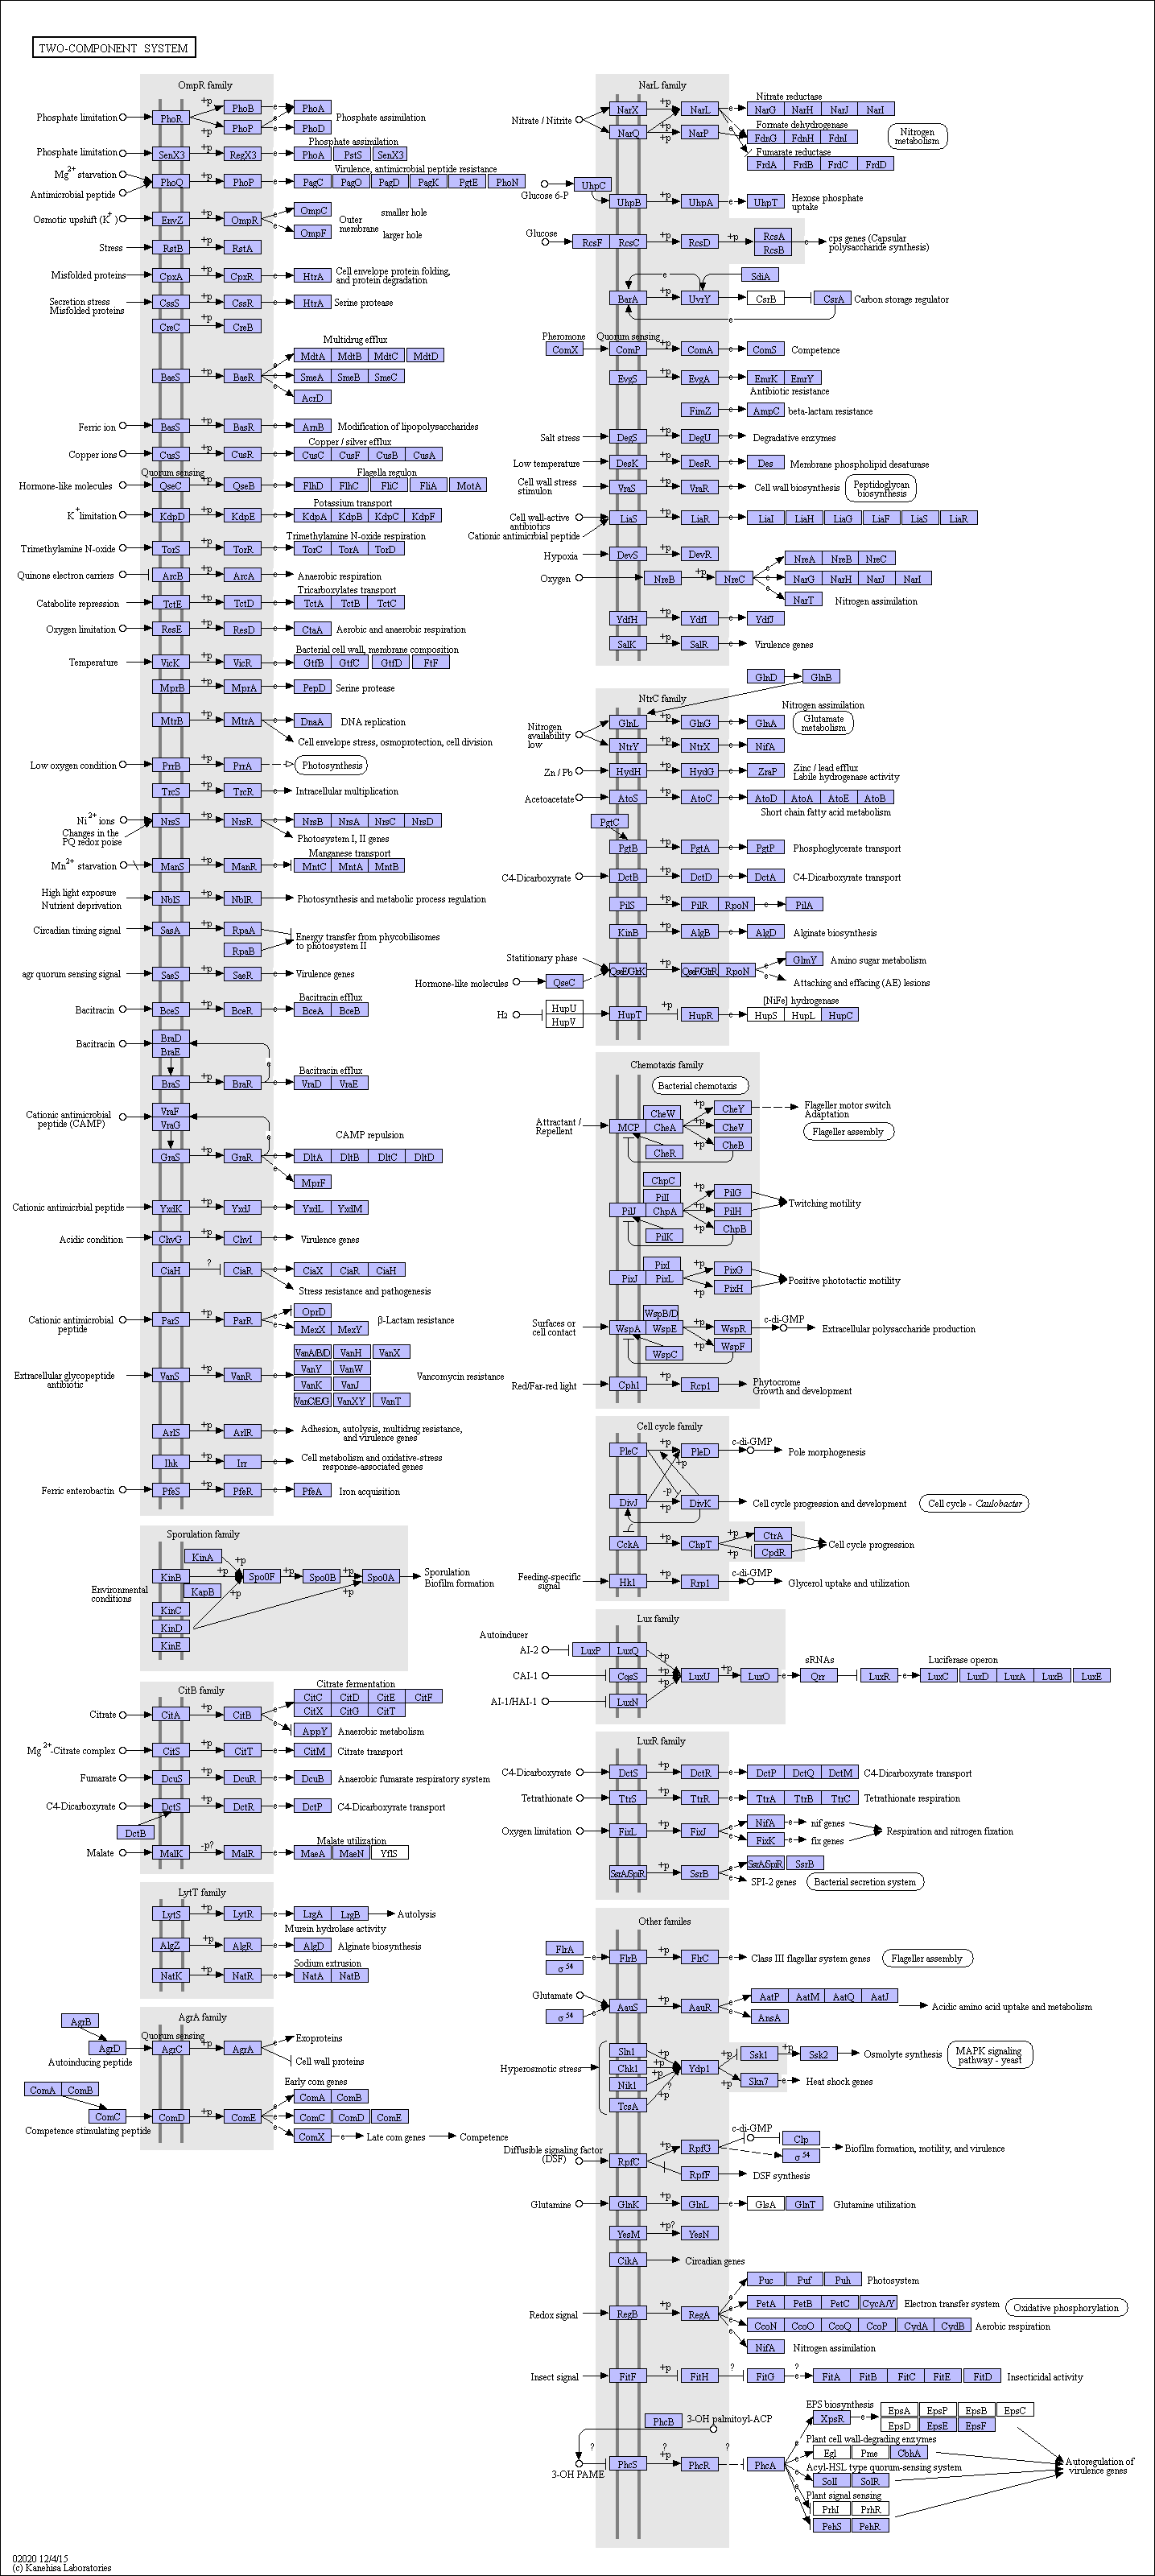 TWO-COMPONENT SYSTEM
OmpR family
Phosphate limitation PhoR +p +p PhoB PhoP e e PhoA PhoD Phosphate assimilation
Phosphate assimilation
Phosphate limitation SenX3 +p RegX3 e PhoA PstS SenX3
Virulence, antimicrobial peptide resistance
Mg2+ starvation
Antimicrobial peptide PhoQ +p PhoP e PagC PagO PagD PagK PgtE PhoN
Osmotic upshift (K+) EnvZ +p OmpR e e OmpC OmpF Outer membrane smaller hole larger hole
Stress RstB +p RstA
Misfolded proteins CpxA +p CpxR e HtrA Cell envelope protein folding, and protein degradation
Secretion stress
Misfolded proteins CssS +p CssR e HtrA Serine protease
CreC +p CreB
Multidrug efflux
MdtA MdtB MdtC MdtD
BaeS +p BaeR e e e SmeA SmeB SmeC
AcrD
Ferric ion BasS +p BasR e ArnB Modification of lipopolysaccharides
Copper / silver efflux
Copper ions CusS +p CusR e CusC CusF CusB CusA
Quorum sensing Flagella regulon
Hormone-like molecules QseC +p QseB e FlhD FlhC FliC FliA MotA
Potassium transport
K+ limitation KdpD +p KdpE e KdpA KdpB KdpC KdpF
Trimethylamine N-oxide respiration
Trimethylamine N-oxide TorS +p TorR e TorC TorA TorD
Quinone electron carriers ArcB +p ArcA e Anaerobic respiration
Tricarboxylates transport
Catabolite repression TctE +p TctD e TctA TctB TctC
Oxygen limitation ResE +p ResD e CtaA Aerobic and anaerobic respiration
Bacterial cell wall, membrane composition
Temperature VicK +p VicR e GtfB GtfC GtfD FtF
MprB +p MprA e PepD Serine protease
MtrB +p MtrA e DnaA DNA replication
Cell envelope stress, osmoprotection, cell division
Low oxygen condition PrrB +p PrrA Photosynthesis
TrcS +p TrcR Intracellular multiplication
Ni2+ ions
Changes in the
PQ redox poise NrsS +p NrsR e NrsB NrsA NrsC NrsD
Photosystem I, II genes
Manganese transport
Mn2+ starvation ManS +p ManR e MntC MntA MntB
High light exposure
Nutrient deprivation NblS +p NblR Photosynthesis and metabolic process regulation
Circadian timing signal SasA +p RpaA RpaB Energy transfer from phycobilisomes to photosystem II
agr quorum sensing signal SaeS +p SaeR e Virulence genes
Bacitracin efflux
Bacitracin BceS +p BceR e BceA BceB
Bacitracin BraD BraE e
Bacitracin efflux
BraS +p BraR e VraD VraE
Cationic antimicrobial
peptide (CAMP) VraF VraG e
CAMP repulsion
GraS +p GraR e e DltA DltB DltC DltD
MprF
Cationic antimicrbial peptide YxdK +p YxdJ e YxdL YxdM
Acidic condition ChvG +p ChvI e Virulence genes
CiaH ? CiaR e CiaX CiaR CiaH
Stress resistance and pathogenesis
Cationic antimicrobial
peptide ParS +p ParR e e OprD MexX MexY β-Lactam resistance
VanA/B/D VanH VanX
VanY VanW
Extracellular glycopeptide
antibiotic VanS +p VanR e VanK VanJ Vancomycin resistance
VanC/E/G VanXY VanT
ArlS +p ArlR e Adhesion, autolysis, multidrug resistance, and virulence genes
Ihk +p Irr e Cell metabolism and oxidative-stress response-associated genes
Ferric enterobactin PfeS +p PfeR e PfeA Iron acquisition
Sporulation family
KinA +p
Environmental
conditions KinB +p Spo0F +p Spo0B +p Spo0A Sporulation
Biofilm formation
KapB +p +p
KinC
KinD
KinE
CitB family
Citrate fermentation
CitC CitD CitE CitF
Citrate CitA +p CitB e e CitX CitG CitT
AppY Anaerobic metabolism
Mg2+-Citrate complex CitS +p CitT e CitM Citrate transport
Fumarate DcuS +p DcuR e DcuB Anaerobic fumarate respiratory system
C4-Dicarboxyrate DctS +p DctR e DctP C4-Dicarboxyrate transport
DctB
Malate utilization
Malate MalK -p? MalR e MaeA MaeN YflS
LytT family
LytS +p LytR e LrgA LrgB Autolysis
Murein hydrolase activity
AlgZ +p AlgR e AlgD Alginate biosynthesis
Sodium extrusion
NatK +p NatR e NatA NatB
AgrA family
AgrB
Quorum sensing
AgrD AgrC +p AgrA e e Exoproteins
Autoinducing peptide Cell wall proteins
Early com genes
ComA ComB ComA ComB
ComC ComD +p ComE e e e ComC ComD ComE
Competence stimulating peptide ComX e Late com genes Competence
NarL family
Nitrate reductase
Nitrate / Nitrite NarX +p NarL e NarG NarH NarJ NarI
Formate dehydrogenase
NarQ +p NarP e FdnG FdnH FdnI Nitrogen metabolism
Fumarate reductase
FrdA FrdB FrdC FrdD
Glucose 6-P UhpC
UhpB +p UhpA e UhpT Hexose phosphate uptake
Glucose RcsF RcsC +p RcsD +p RcsA RcsB e cps genes (Capsular polysaccharide synthesis)
e SdiA
BarA +p UvrY e CsrB CsrA Carbon storage regulator
e
Pheromone Quorum sensing
ComX ComP +p ComA e ComS Competence
EvgS +p EvgA e EmrK EmrY
Antibiotic resistance
FimZ e AmpC beta-lactam resistance
Salt stress DegS +p DegU e Degradative enzymes
Low temperature DesK +p DesR e Des Membrane phospholipid desaturase
Cell wall stress
stimulon VraS +p VraR e Cell wall biosynthesis Peptidoglycan biosynthesis
Cell wall-active
antibiotics
Cationic antimicrbial peptide LiaS +p LiaR e LiaI LiaH LiaG LiaF LiaS LiaR
Hypoxia DevS +p DevR
Oxygen NreB +p NreC e e e NreA NreB NreC
NarG NarH NarJ NarI
NarT Nitrogen assimilation
YdfH +p YdfI e YdfJ
SalK +p SalR e Virulence genes
GlnD GlnB
NtrC family
Nitrogen assimilation
Nitrogen
availability
low GlnL +p GlnG e GlnA Glutamate metabolism
NtrY +p NtrX e NifA
Zn / Pb HydH +p HydG e ZraP Zinc / lead efflux
Labile hydrogenase activity
Acetoacetate AtoS +p AtoC e AtoD AtoA AtoE AtoB
Short chain fatty acid metabolism
PgtC
PgtB +p PgtA e PgtP Phosphoglycerate transport
C4-Dicarboxyrate DctB +p DctD e DctA C4-Dicarboxyrate transport
PilS +p PilR RpoN e PilA
KinB +p AlgB e AlgD Alginate biosynthesis
Statitionary phase QseE/GlrK +p QseF/GlrR RpoN e e GlmY Amino sugar metabolism
Hormone-like molecules QseC Attaching and effacing (AE) lesions
[NiFe] hydrogenase
H2 HupU HupV HupT +p HupR e HupS HupL HupC
Chemotaxis family
Bacterial chemotaxis
Attractant /
Repellent MCP CheW CheA CheR +p +p +p CheY CheV CheB Flageller motor switch
Adaptation
Flageller assembly
ChpC
PilI
PilJ ChpA PilK +p +p +p PilG PilH ChpB Twitching motility
PixI
PixJ PixL +p +p PixG PixH Positive phototactic motility
WspB/D
Surfaces or
cell contact WspA WspE WspC +p +p WspR WspF c-di-GMP Extracellular polysaccharide production
Red/Far-red light Cph1 +p Rcp1 Phytocrome
Growth and development
Cell cycle family
PleC +p PleD c-di-GMP Pole morphogenesis
+p
-p
DivJ +p DivK Cell cycle progression and development Cell cycle - Caulobacter
CckA +p ChpT +p +p CtrA CpdR Cell cycle progression
Feeding-specific
signal Hk1 +p Rrp1 c-di-GMP Glycerol uptake and utilization
Lux family
Autoinducer
AI-2 LuxP LuxQ +p sRNAs Luciferase operon
CAI-1 CqsS +p LuxU +p LuxO e Qrr LuxR e LuxC LuxD LuxA LuxB LuxE
AI-1/HAI-1 LuxN +p
LuxR family
C4-Dicarboxyrate DctS +p DctR e DctP DctQ DctM C4-Dicarboxyrate transport
Tetrathionate TtrS +p TtrR e TtrA TtrB TtrC Tetrathionate respiration
Oxygen limitation FixL +p FixJ e e NifA e nif genes
FixK e fix genes Respiration and nitrogen fixation
SsrA/SpiR +p SsrB e e SsrA/SpiR SsrB
SPI-2 genes Bacterial secretion system
Other familes
FlrA
σ54 e FlrB +p FlrC e Class III flagellar system genes Flageller assembly
Glutamate AauS +p AauR e e AatP AatM AatQ AatJ
σ54 e AnsA Acidic amino acid uptake and metabolism
Hyperosmotic stress Sln1 Chk1 Nik1 TcsA +p +p ? +p Ydp1 +p +p Ssk1 +p Ssk2 Osmolyte synthesis MAPK signaling pathway - yeast
Skn7 e Heat shock genes
Diffusible signaling factor
(DSF) RpfC +p RpfG c-di-GMP Clp σ54 Biofilm formation, motility, and virulence
RpfF DSF synthesis
Glutamine GlnK +p GlnL e GlsA GlnT Glutamine utilization
YesM +p? YesN
CikA Circadian genes
Puc Puf Puh Photosystem
PetA PetB PetC CycA/Y Electron transfer system Oxidative phosphorylation
Redox signal RegB +p RegA e e e e CcoN CcoO CcoQ CcoP CydA CydB Aerobic respiration
NifA Nitrogen assimilation
Insect signal FitF +p FitH ? FitG ? e FitA FitB FitC FitE FitD Insecticidal activity
EPS biosynthesis
PhcB 3-OH palmitoyl-ACP XpsR e EpsA EpsP EpsB EpsC
EpsD EpsE EpsF
Plant cell wall-degrading enzymes
Egl Pme CbhA
? ? ?
3-OH PAME PhcS PhcR PhcA e e e e e Autoregulation of
virulence genes
Acyl-HSL type quorum-sensing system
SolI SolR
Plant signal sensing
PrhI PrhR
PehS PehR
02020 12/4/15
(c) Kanehisa Laboratories